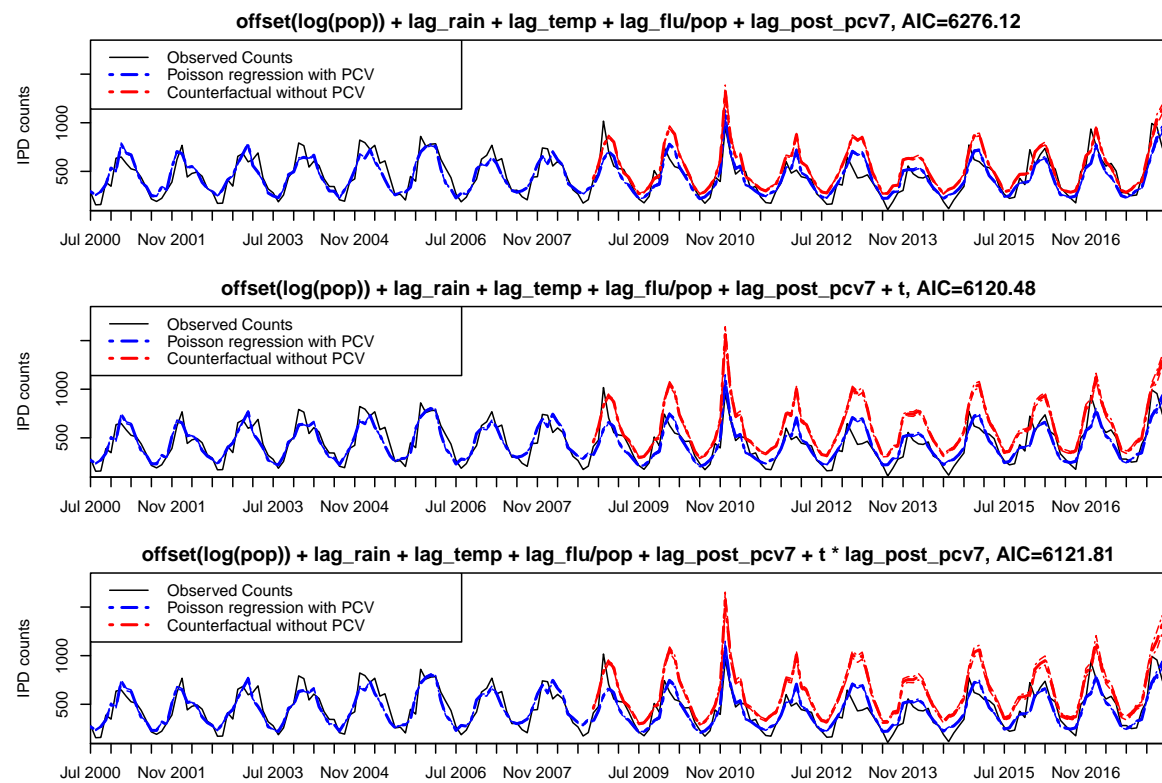 offset(log(pop)) + lag_rain + lag_temp + lag_flu/pop + lag_post_pcv7, AIC=6276.12
Observed Counts
Poisson regression with PCV
Counterfactual without PCV
IPD counts
500 1000
Jul 2000 Nov 2001 Jul 2003 Nov 2004 Jul 2006 Nov 2007 Jul 2009 Nov 2010 Jul 2012 Nov 2013 Jul 2015 Nov 2016
offset(log(pop)) + lag_rain + lag_temp + lag_flu/pop + lag_post_pcv7 + t, AIC=6120.48
Observed Counts
Poisson regression with PCV
Counterfactual without PCV
IPD counts
500 1000
Jul 2000 Nov 2001 Jul 2003 Nov 2004 Jul 2006 Nov 2007 Jul 2009 Nov 2010 Jul 2012 Nov 2013 Jul 2015 Nov 2016
offset(log(pop)) + lag_rain + lag_temp + lag_flu/pop + lag_post_pcv7 + t * lag_post_pcv7, AIC=6121.81
Observed Counts
Poisson regression with PCV
Counterfactual without PCV
IPD counts
500 1000
Jul 2000 Nov 2001 Jul 2003 Nov 2004 Jul 2006 Nov 2007 Jul 2009 Nov 2010 Jul 2012 Nov 2013 Jul 2015 Nov 2016